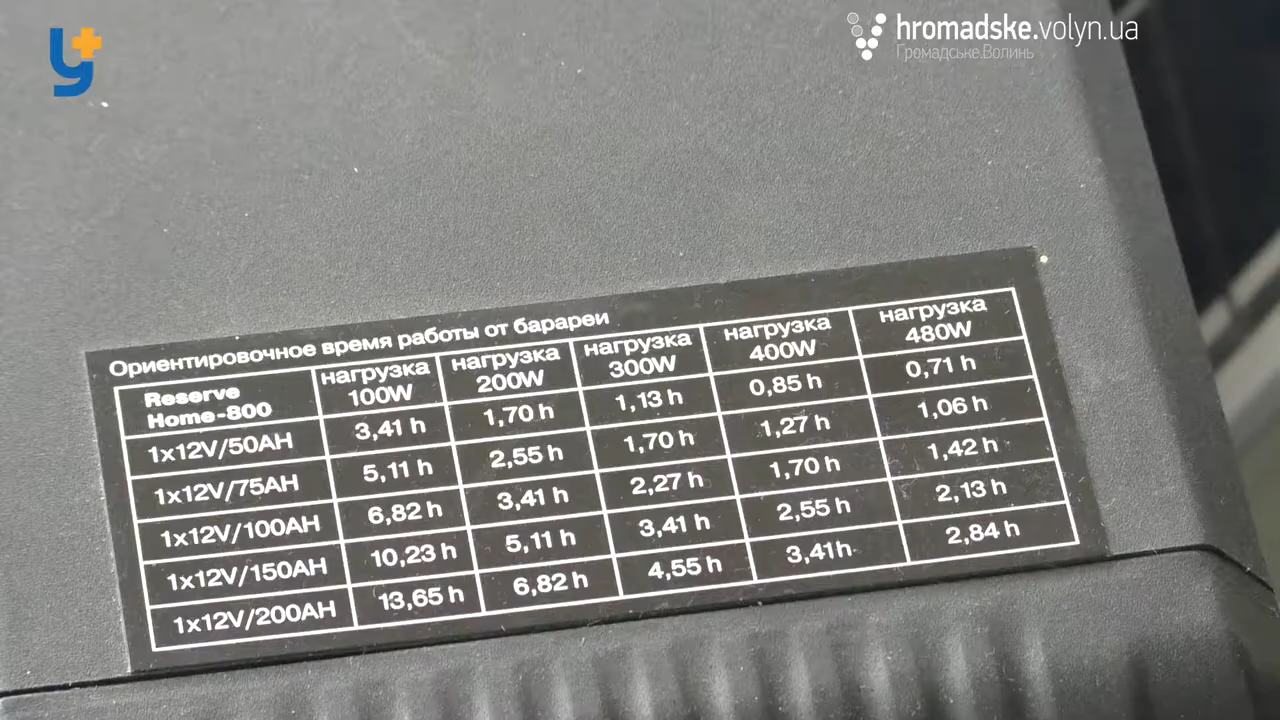 hromadske.volyn.ua
Громадське.Волинь
Ориентировочное время работы от барареи
Reserve Home-800 нагрузка 100W нагрузка 200W нагрузка 300W нагрузка 400W нагрузка 480W
1x12V/50AH 3,41 h 1,70 h 1,13 h 0,85 h 0,71 h
1x12V/75AH 5,11 h 2,55 h 1,70 h 1,27 h 1,06 h
1x12V/100AH 6,82 h 3,41 h 2,27 h 1,70 h 1,42 h
1x12V/150AH 10,23 h 5,11 h 3,41 h 2,55 h 2,13 h
1x12V/200AH 13,65 h 6,82 h 4,55 h 3,41h 2,84 h